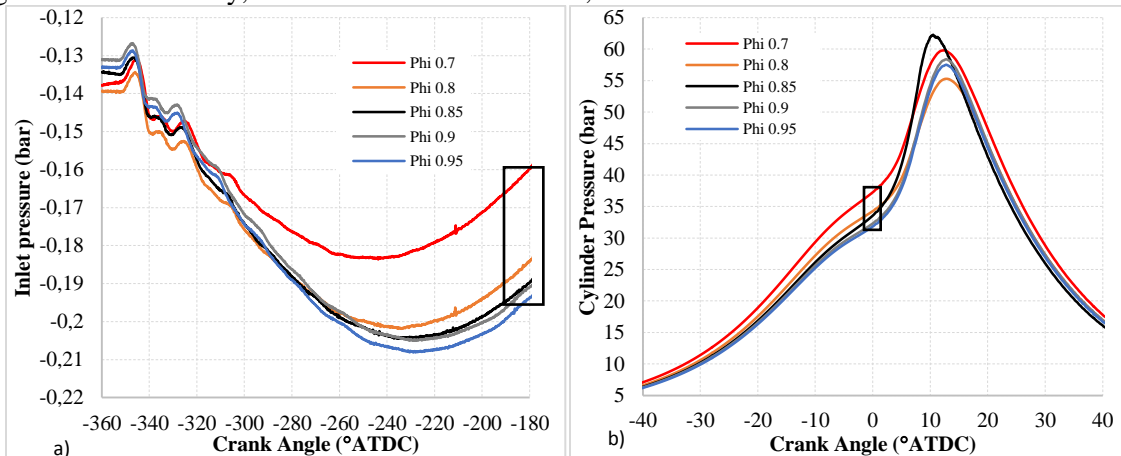 -0,12
-0,13
-0,14
-0,15
-0,16
-0,17
-0,18
-0,19
-0,2
-0,21
-0,22
Inlet pressure (bar)
Phi 0.7
Phi 0.8
Phi 0.85
Phi 0.9
Phi 0.95
-360 -340 -320 -300 -280 -260 -240 -220 -200 -180
a)
Crank Angle (°ATDC)
65
60
55
50
45
40
35
30
25
20
15
10
5
Cylinder Pressure (bar)
Phi 0.7
Phi 0.8
Phi 0.85
Phi 0.9
Phi 0.95
-40 -30 -20 -10 0 10 20 30 40
b)
Crank Angle (°ATDC)